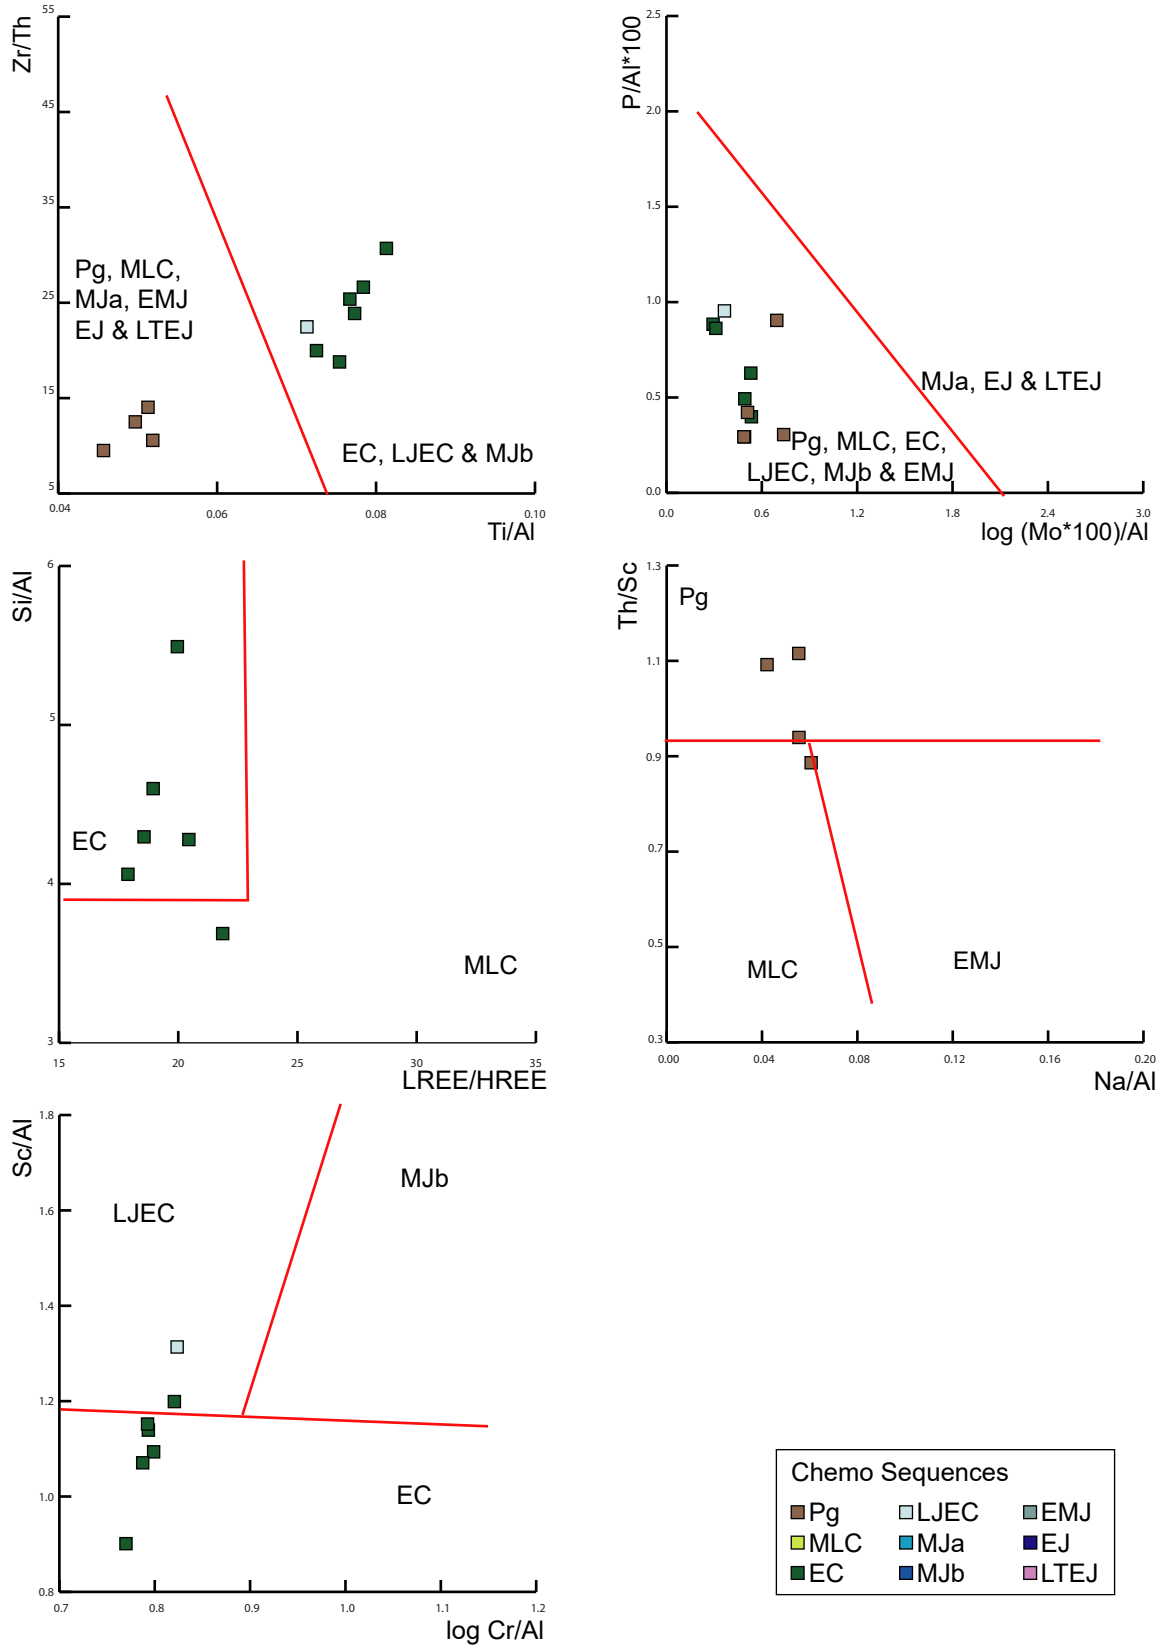 Zr/Th
55
45
35
25
15
5
Pg, MLC,
MJa, EMJ
EJ & LTEJ
EC, LJEC & MJb
0.04
0.06
0.08
0.10
Ti/Al
P/Al*100
2.5
2.0
1.5
1.0
0.5
0.0
MJa, EJ & LTEJ
Pg, MLC, EC,
LJEC, MJb & EMJ
0.0
0.6
1.2
1.8
2.4
3.0
log (Mo*100)/Al
Si/Al
6
5
4
3
EC
MLC
15
20
25
30
35
LREE/HREE
Th/Sc
1.3
1.1
0.9
0.7
0.5
0.3
Pg
MLC
EMJ
0.00
0.04
0.08
0.12
0.16
0.20
Na/Al
Sc/Al
1.8
1.6
1.4
1.2
1.0
0.8
LJEC
MJb
EC
0.7
0.8
0.9
1.0
1.1
1.2
log Cr/Al
Chemo Sequences
Pg LJEC EMJ
MLC MJa EJ
EC MJb LTEJ